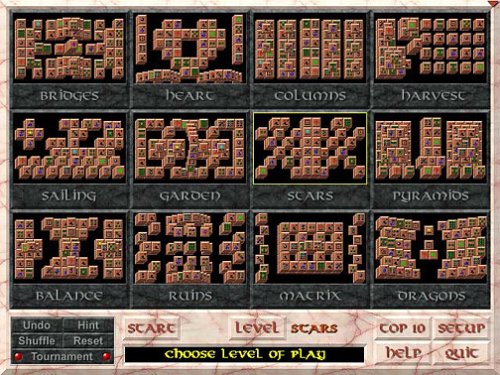 BRIDGES HEART COLUMNS HARVEST
SAILING GARDEN STARS PYRAMIDS
BALANCE RUINS MATRIX DRAGONS
Undo Hint
Shuffle Reset
Tournament
START LEVEL STARS TOP 10 SETUP
CHOOSE LEVEL OF PLAY HELP QUIT